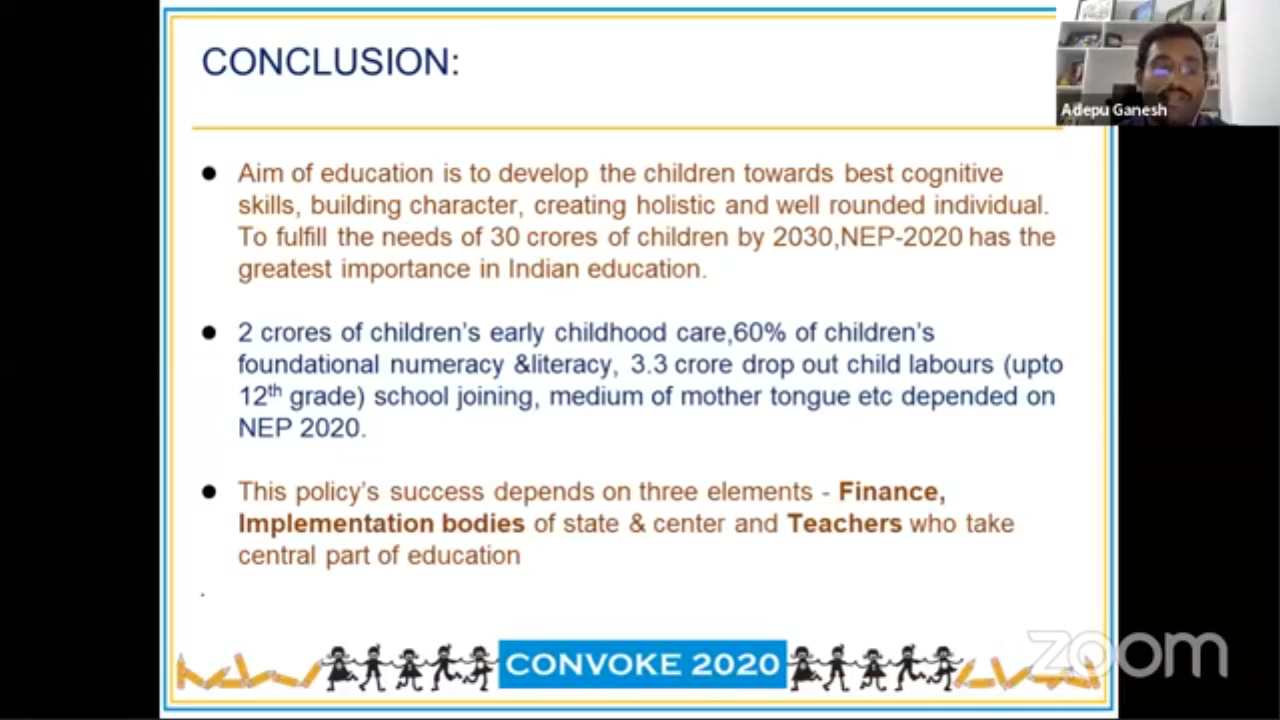 CONCLUSION:
Adepu Ganesh
● Aim of education is to develop the children towards best cognitive
skills, building character, creating holistic and well rounded individual.
To fulfill the needs of 30 crores of children by 2030,NEP-2020 has the
greatest importance in Indian education.
● 2 crores of children's early childhood care,60% of children's
foundational numeracy &literacy, 3.3 crore drop out child labours (upto
12th grade) school joining, medium of mother tongue etc depended on
NEP 2020.
● This policy's success depends on three elements - Finance,
Implementation bodies of state & center and Teachers who take
central part of education
.
CONVOKE 2020
zoom